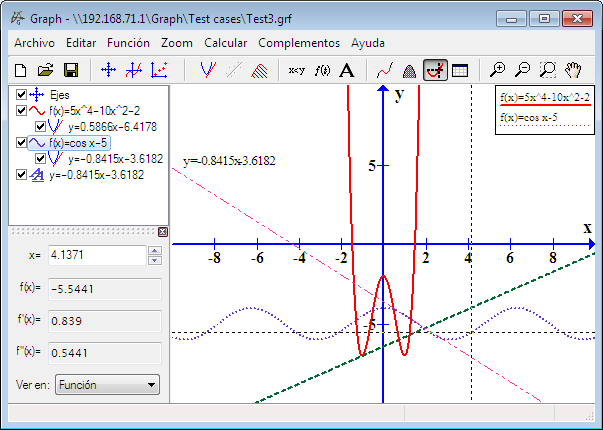 Graph - \\192.168.71.1\Graph\Test cases\Test3.grf
Archivo Editar Función Zoom Calcular Complementos Ayuda
x<y f(x) A
Ejes
f(x)=5x^4-10x^2-2
y=0.5866x-6.4178
f(x)=cos x-5
y=-0.8415x-3.6182
y=-0.8415x-3.6182
x= 4.1371
f(x)= -5.5441
f'(x)= 0.839
f''(x)= 0.5441
Ver en: Función
y
f(x)=5x^4-10x^2-2
f(x)=cos x-5
y=-0.8415x-3.6182
5
x
-8 -6 -4 -2 2 4 6 8
-5